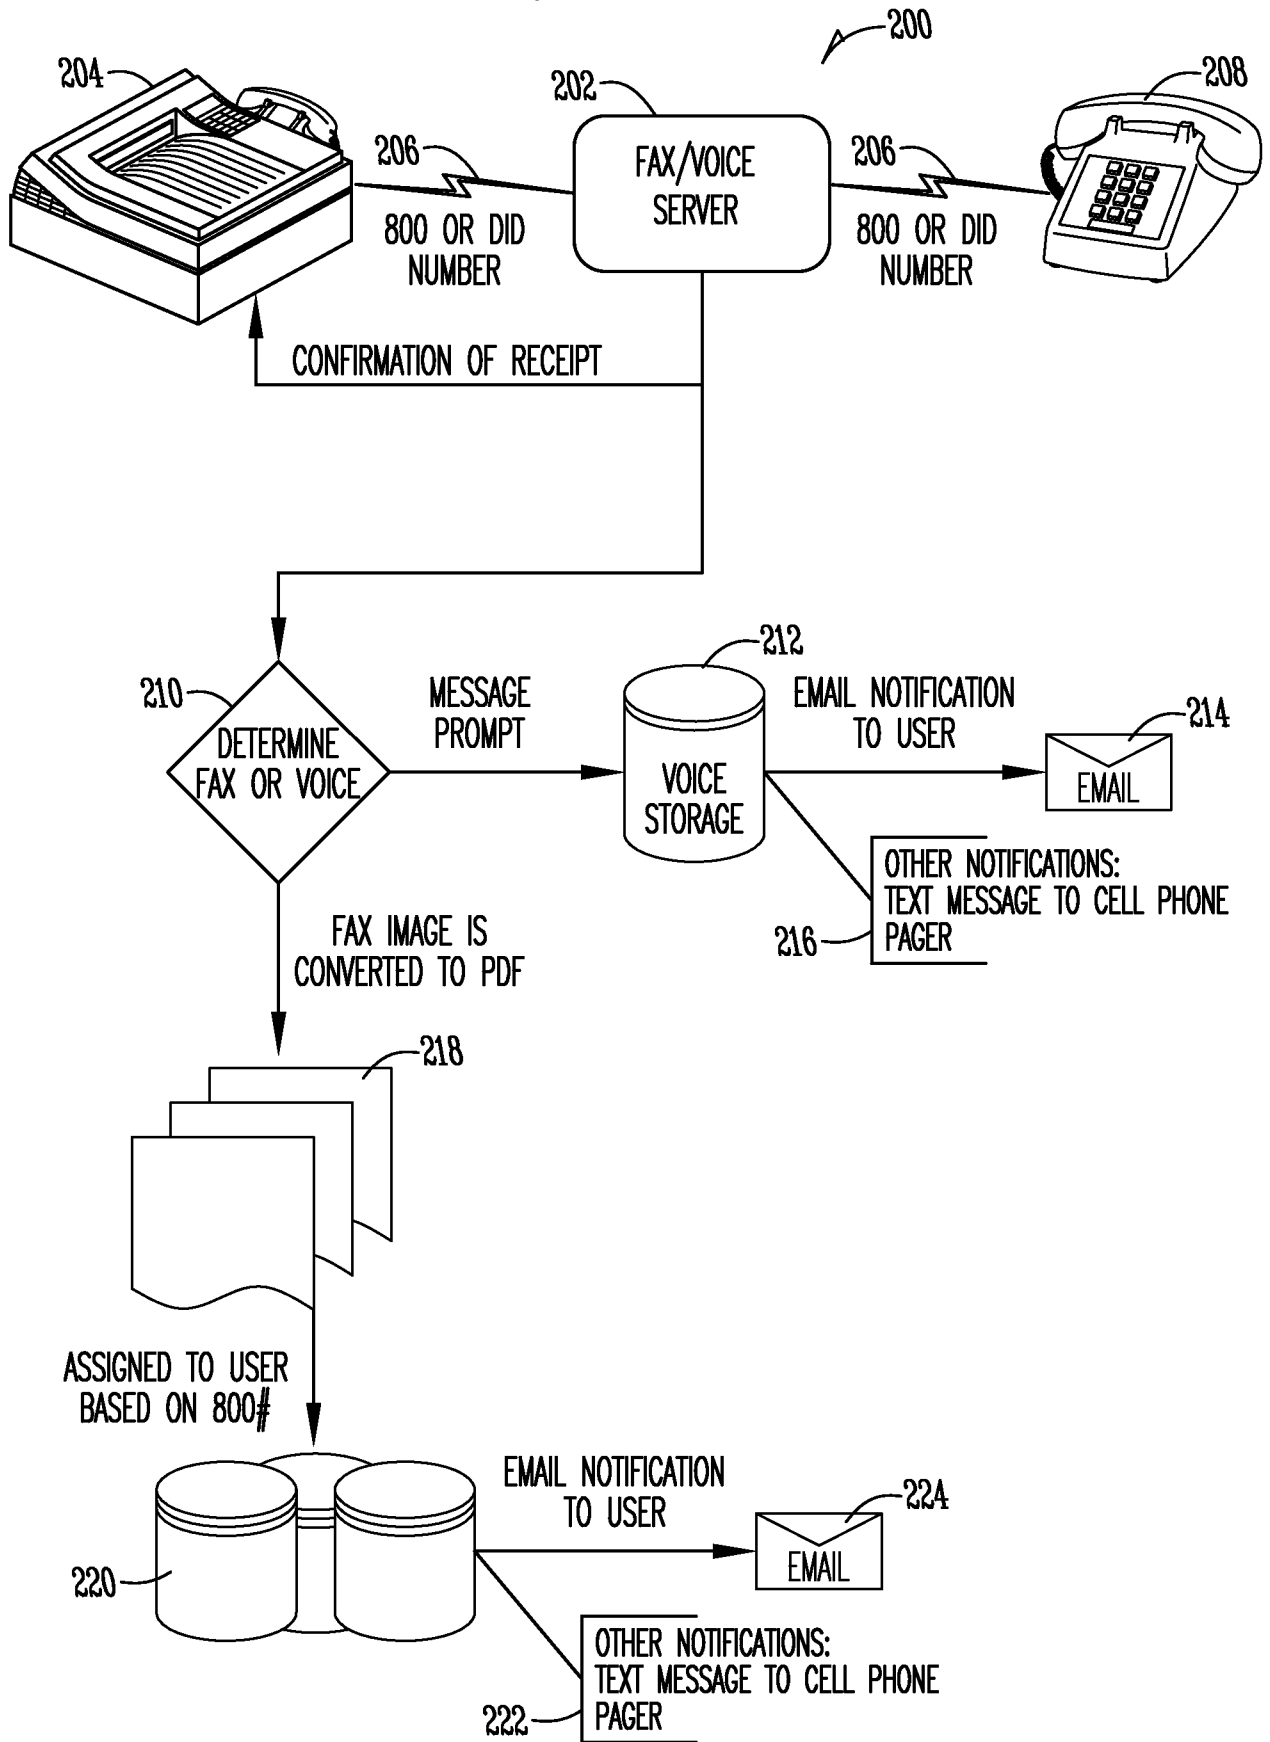 200
204
202
208
206
FAX/VOICE
SERVER
206
800 OR DID
NUMBER
800 OR DID
NUMBER
CONFIRMATION OF RECEIPT
210
DETERMINE
FAX OR VOICE
MESSAGE
PROMPT
212
VOICE
STORAGE
EMAIL NOTIFICATION
TO USER
214
EMAIL
OTHER NOTIFICATIONS:
TEXT MESSAGE TO CELL PHONE
PAGER
216
FAX IMAGE IS
CONVERTED TO PDF
218
ASSIGNED TO USER
BASED ON 800#
220
EMAIL NOTIFICATION
TO USER
224
EMAIL
OTHER NOTIFICATIONS:
TEXT MESSAGE TO CELL PHONE
PAGER
222